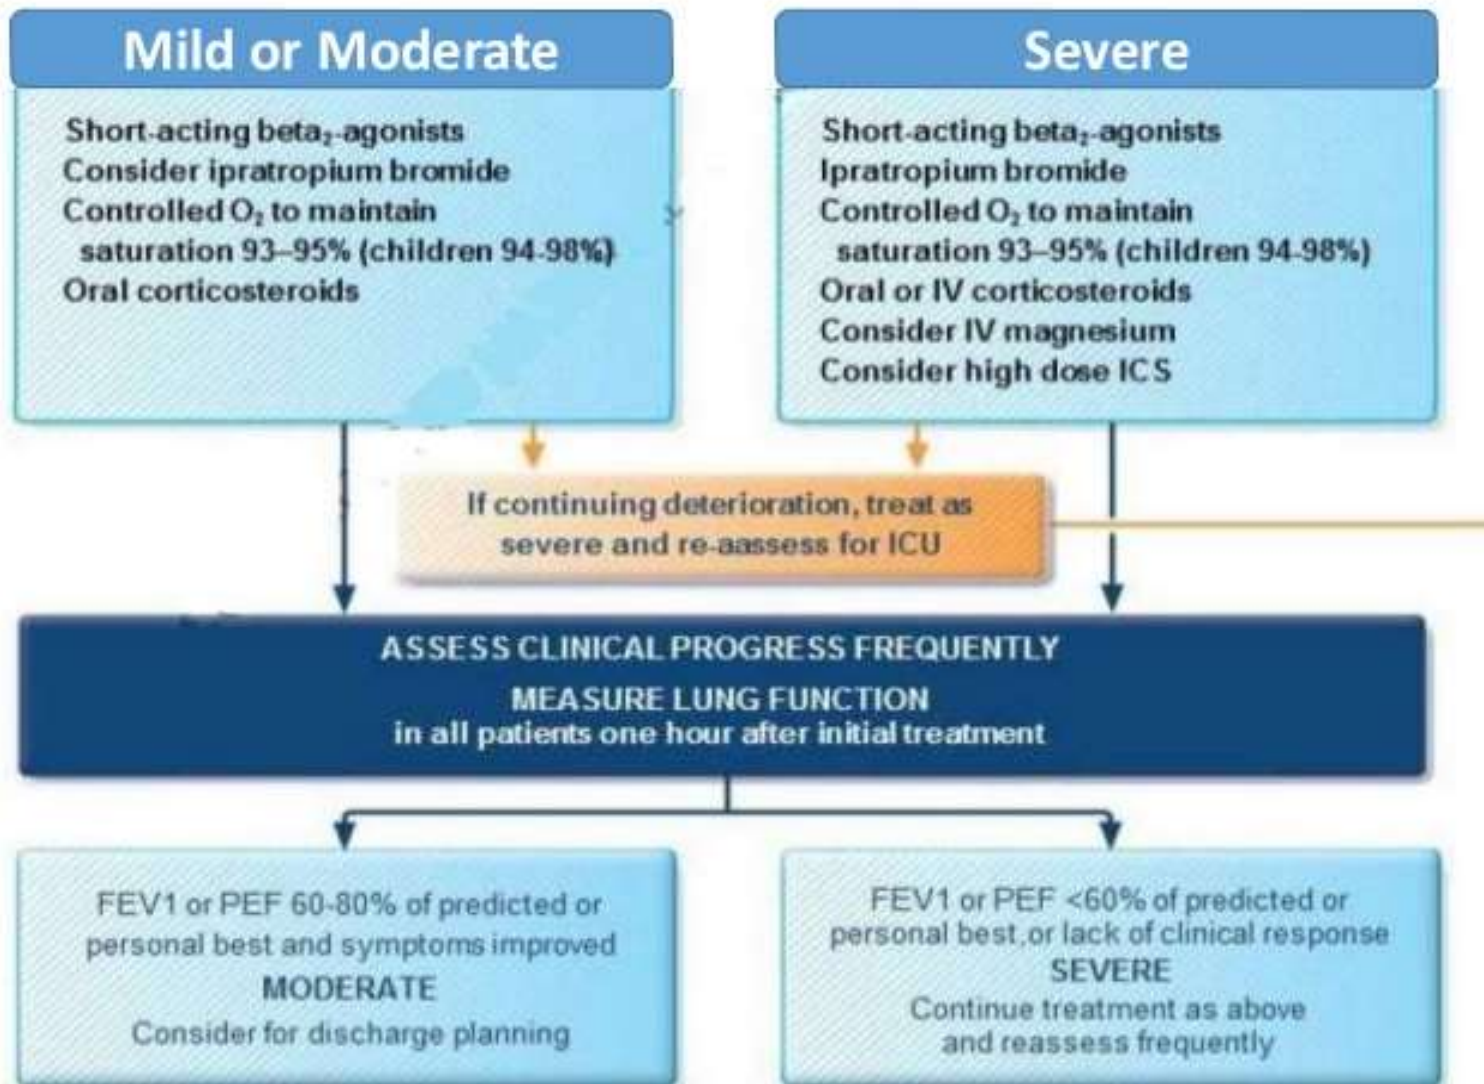 Mild or Moderate
Short-acting beta₂-agonists
Consider ipratropium bromide
Controlled O₂ to maintain
saturation 93–95% (children 94-98%)
Oral corticosteroids
Severe
Short-acting beta₂-agonists
Ipratropium bromide
Controlled O₂ to maintain
saturation 93–95% (children 94-98%)
Oral or IV corticosteroids
Consider IV magnesium
Consider high dose ICS
If continuing deterioration, treat as
severe and re-aassess for ICU
ASSESS CLINICAL PROGRESS FREQUENTLY
MEASURE LUNG FUNCTION
in all patients one hour after initial treatment
FEV1 or PEF 60-80% of predicted or
personal best and symptoms improved
MODERATE
Consider for discharge planning
FEV1 or PEF <60% of predicted or
personal best,or lack of clinical response
SEVERE
Continue treatment as above
and reassess frequently